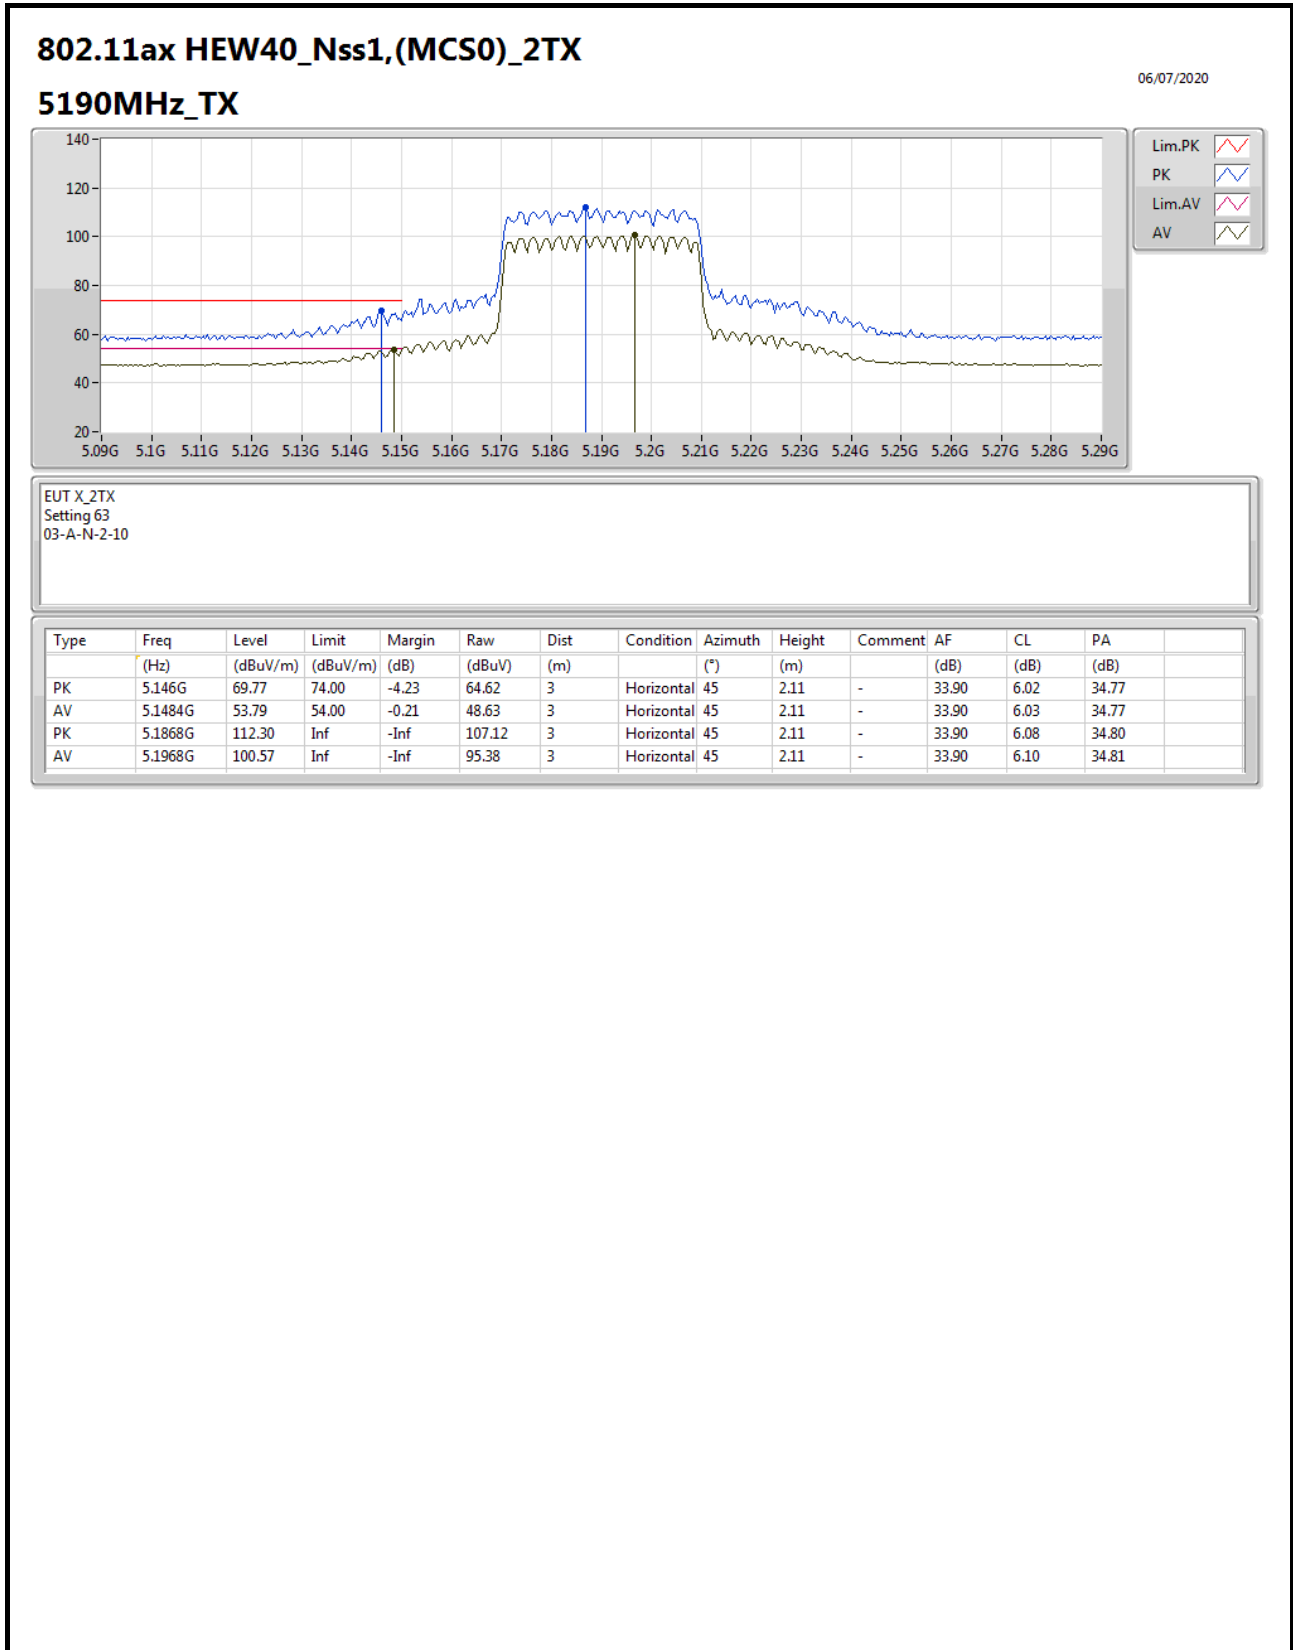 802.11ax HEW40_Nss1,(MCS0)_2TX
06/07/2020
5190MHz_TX
140
120
100
80
60
40
20
5.09G 5.1G 5.11G 5.12G 5.13G 5.14G 5.15G 5.16G 5.17G 5.18G 5.19G 5.2G 5.21G 5.22G 5.23G 5.24G 5.25G 5.26G 5.27G 5.28G 5.29G
Lim.PK
PK
Lim.AV
AV
EUT X_2TX
Setting 63
03-A-N-2-10
Type Freq Level Limit Margin Raw Dist Condition Azimuth Height Comment AF CL PA
(Hz) (dBuV/m) (dBuV/m) (dB) (dBuV) (m) (°) (m) (dB) (dB) (dB)
PK 5.146G 69.77 74.00 -4.23 64.62 3 Horizontal 45 2.11 - 33.90 6.02 34.77
AV 5.1484G 53.79 54.00 -0.21 48.63 3 Horizontal 45 2.11 - 33.90 6.03 34.77
PK 5.1868G 112.30 Inf -Inf 107.12 3 Horizontal 45 2.11 - 33.90 6.08 34.80
AV 5.1968G 100.57 Inf -Inf 95.38 3 Horizontal 45 2.11 - 33.90 6.10 34.81